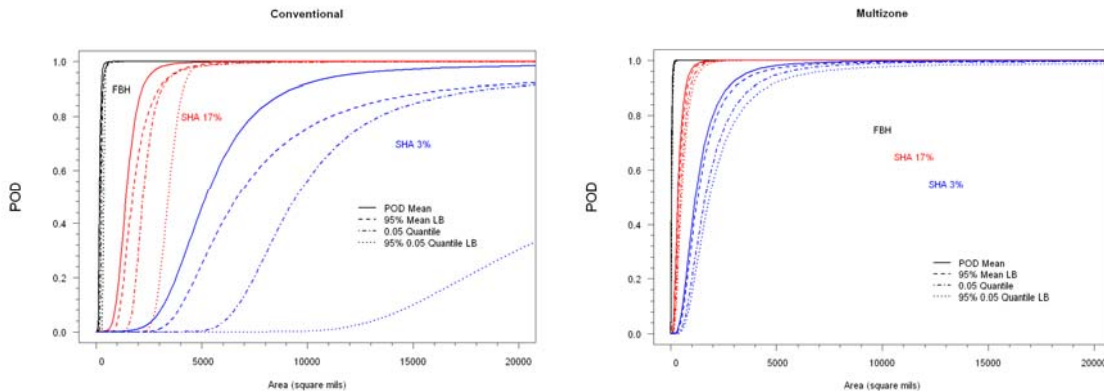 Conventional
POD
1.0
0.8
0.6
0.4
0.2
0.0
FBH
SHA 17%
SHA 3%
POD Mean
95% Mean LB
0.05 Quantile
95% 0.05 Quantile LB
0 5000 10000 15000 20000
Area (square mils)
Multizone
POD
1.0
0.8
0.6
0.4
0.2
0.0
FBH
SHA 17%
SHA 3%
POD Mean
95% Mean LB
0.05 Quantile
95% 0.05 Quantile LB
0 5000 10000 15000 20000
Area (square mils)